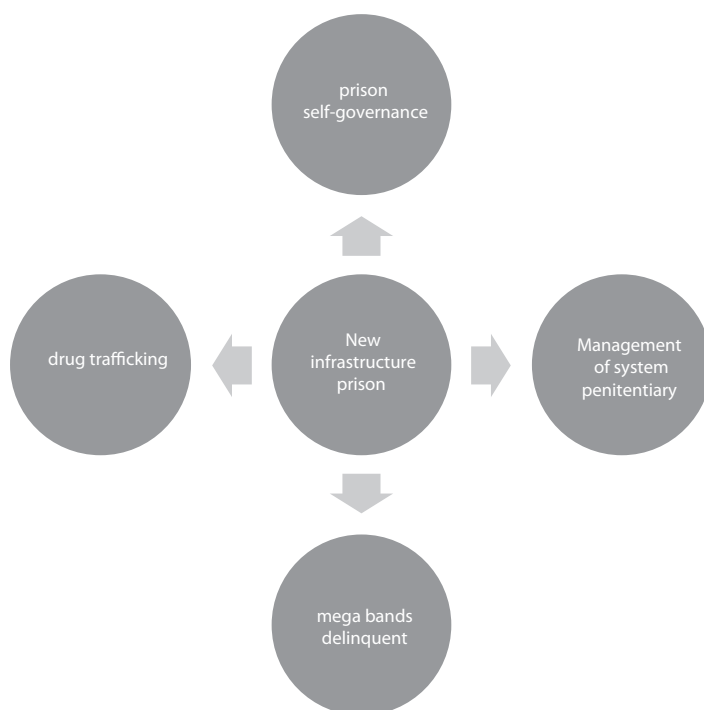 prison
self-governance
drug trafficking
New
infrastructure
prison
Management
of system
penitentiary
mega bands
delinquent